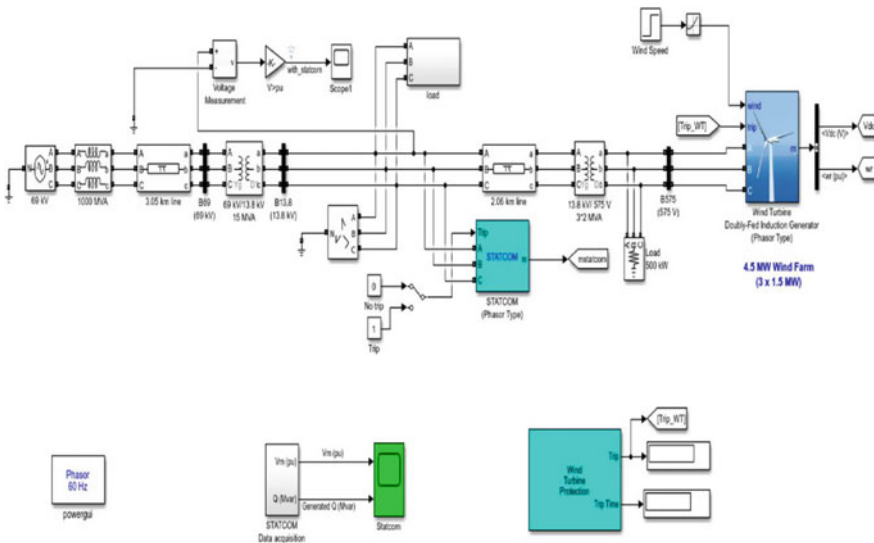 Voltage
Measurement
-K-
V>pu
with_statcom
Scope1
A
B
C
load
Wind Speed
[Trip_WT]
wind
trip
A
B
C
m
<Vdc (V)>
<wr (pu)>
Vdc
wr
Wind Turbine
Doubly-Fed Induction Generator
(Phasor Type)
4.5 MW Wind Farm
(3 x 1.5 MW)
N
A
B
C
69 kV
A
B
C
1000 MVA
A a
B b
C c
3.05 km line
B69
(69 kV)
A a
B b
C c
69 kV/13.8 kV
15 MVA
B13.8
(13.8 kV)
A a
B b
C c
2.06 km line
A a
B b
C c
13.8 kV/ 575 V
3*2 MVA
B575
(575 V)
A B C
Load
500 kW
N
A
B
C
0
No trip
1
Trip
Trip
A
B
C
STATCOM
m
mstatcom
STATCOM
(Phasor Type)
Phasor
60 Hz
powergui
Vm (pu)
Q (Mvar)
Vm (pu)
Generated Q (Mvar)
STATCOM
Data acquisition
Statcom
Wind
Turbine
Protection
Trip
Trip Time
[Trip_WT]